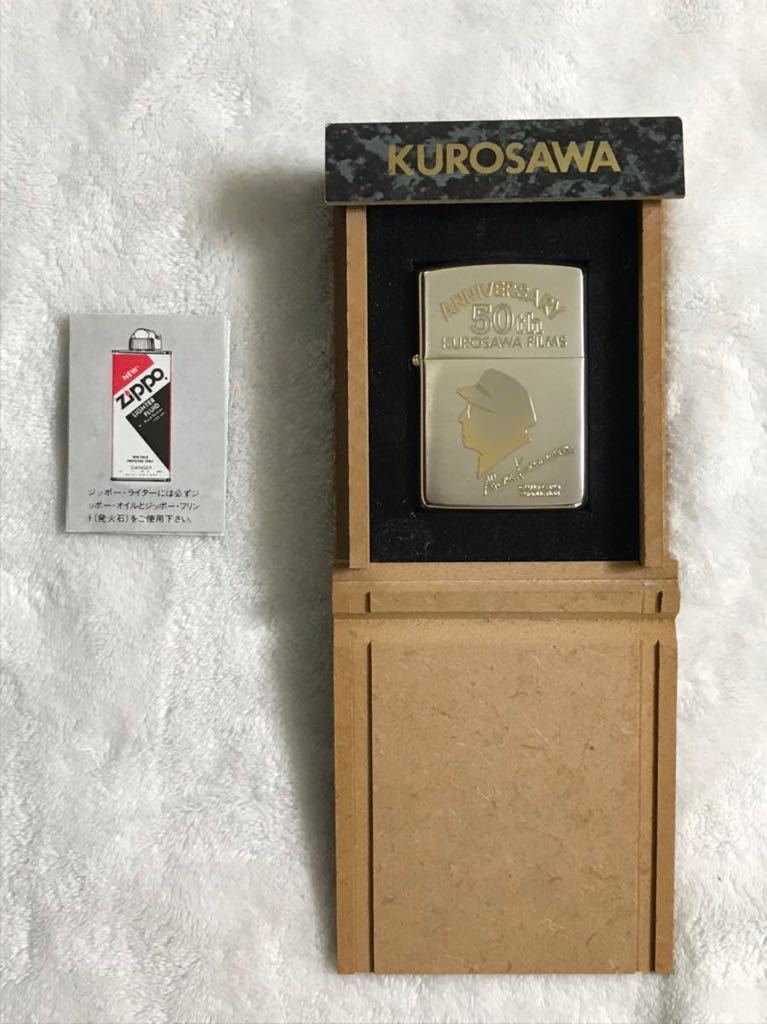 KUROSAWA
ANNIVERSARY
50th
KUROSAWA FILMS
NEW!
Zippo
LIGHTER
FLUID
DANGER
ジッポー・ライターには必ずジ
ッポー・オイルとジッポー・フリン
ト(発火石)をご使用下さい。